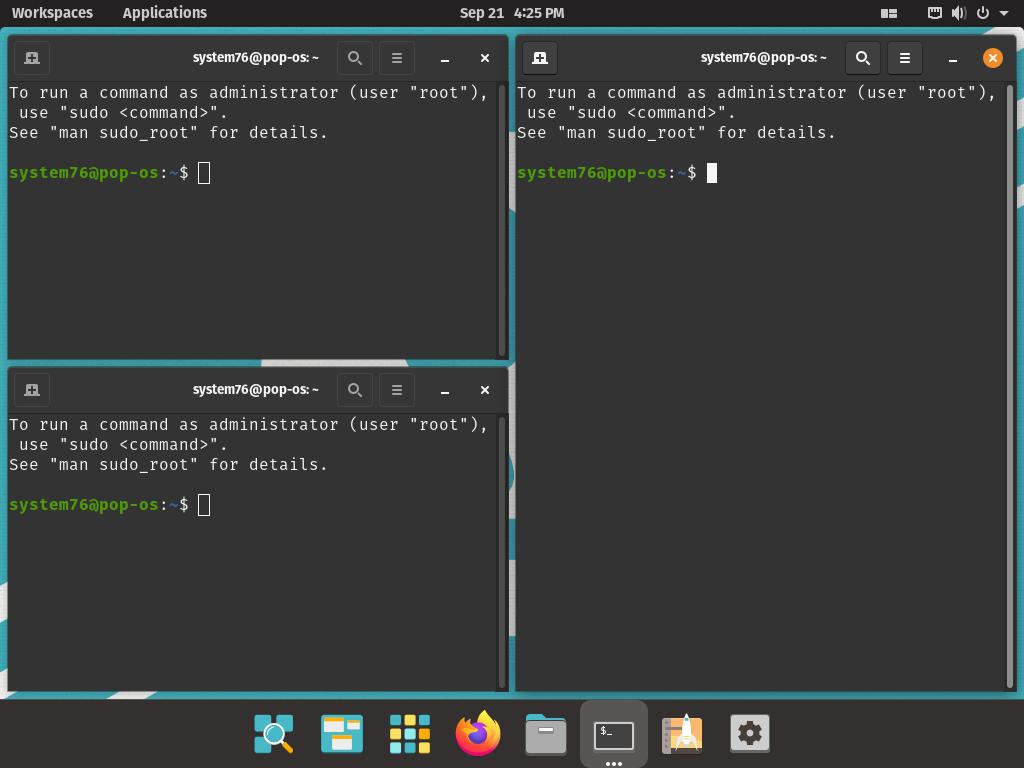 Workspaces Applications Sep 21 4:25 PM
system76@pop-os: ~
To run a command as administrator (user "root"),
 use "sudo <command>".
See "man sudo_root" for details.
system76@pop-os:~$
system76@pop-os: ~
To run a command as administrator (user "root"),
 use "sudo <command>".
See "man sudo_root" for details.
system76@pop-os:~$
system76@pop-os: ~
To run a command as administrator (user "root"),
 use "sudo <command>".
See "man sudo_root" for details.
system76@pop-os:~$
$_